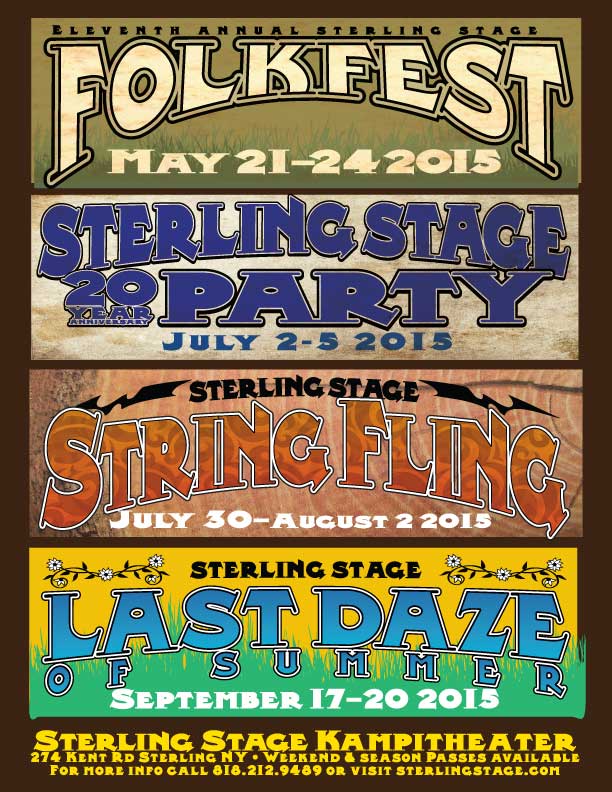 Eleventh Annual Sterling Stage
Folkfest
May 21-24 2015
Sterling Stage
20 Year Anniversary Party
July 2-5 2015
Sterling Stage
String Fling
July 30-August 2 2015
Sterling Stage
Last Daze
of Summer
September 17-20 2015
Sterling Stage Kampitheater
274 Kent Rd Sterling NY • Weekend & Season Passes available
For more info call 818.212.9489 or visit sterlingstage.com